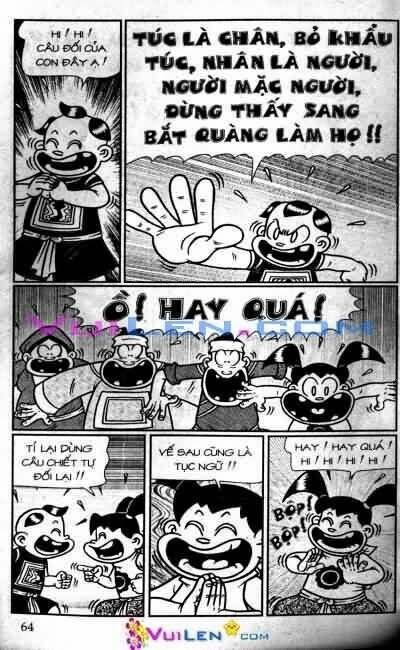 HI! HI!
CÂU ĐỐI CỦA
CON ĐÂY Ạ!
TÚC LÀ CHÂN, BỎ KHẨU
TÚC, NHÂN LÀ NGƯỜI,
NGƯỜI MẶC NGƯỜI,
ĐỪNG THẤY SANG
BẮT QUÀNG LÀM HỌ!!
Ồ! HAY QUÁ!
VuiLen.com
TÍ LẠI DÙNG
CÂU CHIẾT TỰ
ĐỐI LẠI!!
VẾ SAU CŨNG LÀ
TỤC NGỮ!!
HAY! HAY QUÁ!
HI! HI! HI! HI!
BỘP!
BỘP!
64
VuiLen.com